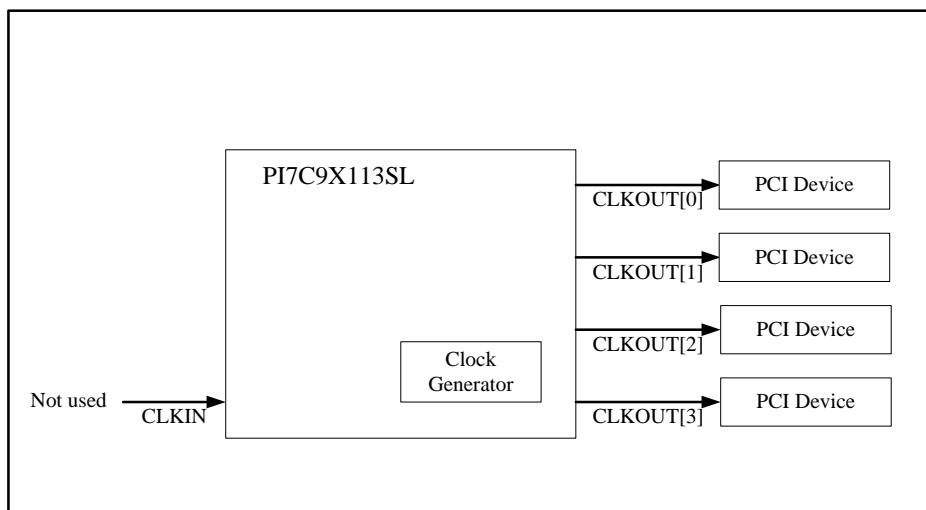 PI7C9X113SL
CLKOUT[0]
PCI Device
CLKOUT[1]
PCI Device
CLKOUT[2]
PCI Device
Clock
Generator
Not used
CLKIN
CLKOUT[3]
PCI Device